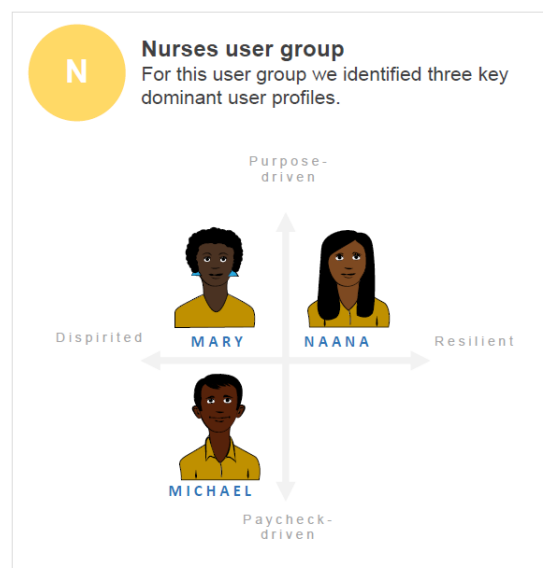 N
Nurses user group
For this user group we identified three key
dominant user profiles.
Purpose-
driven
Dispirited
MARY
NAANA
Resilient
MICHAEL
Paycheck-
driven